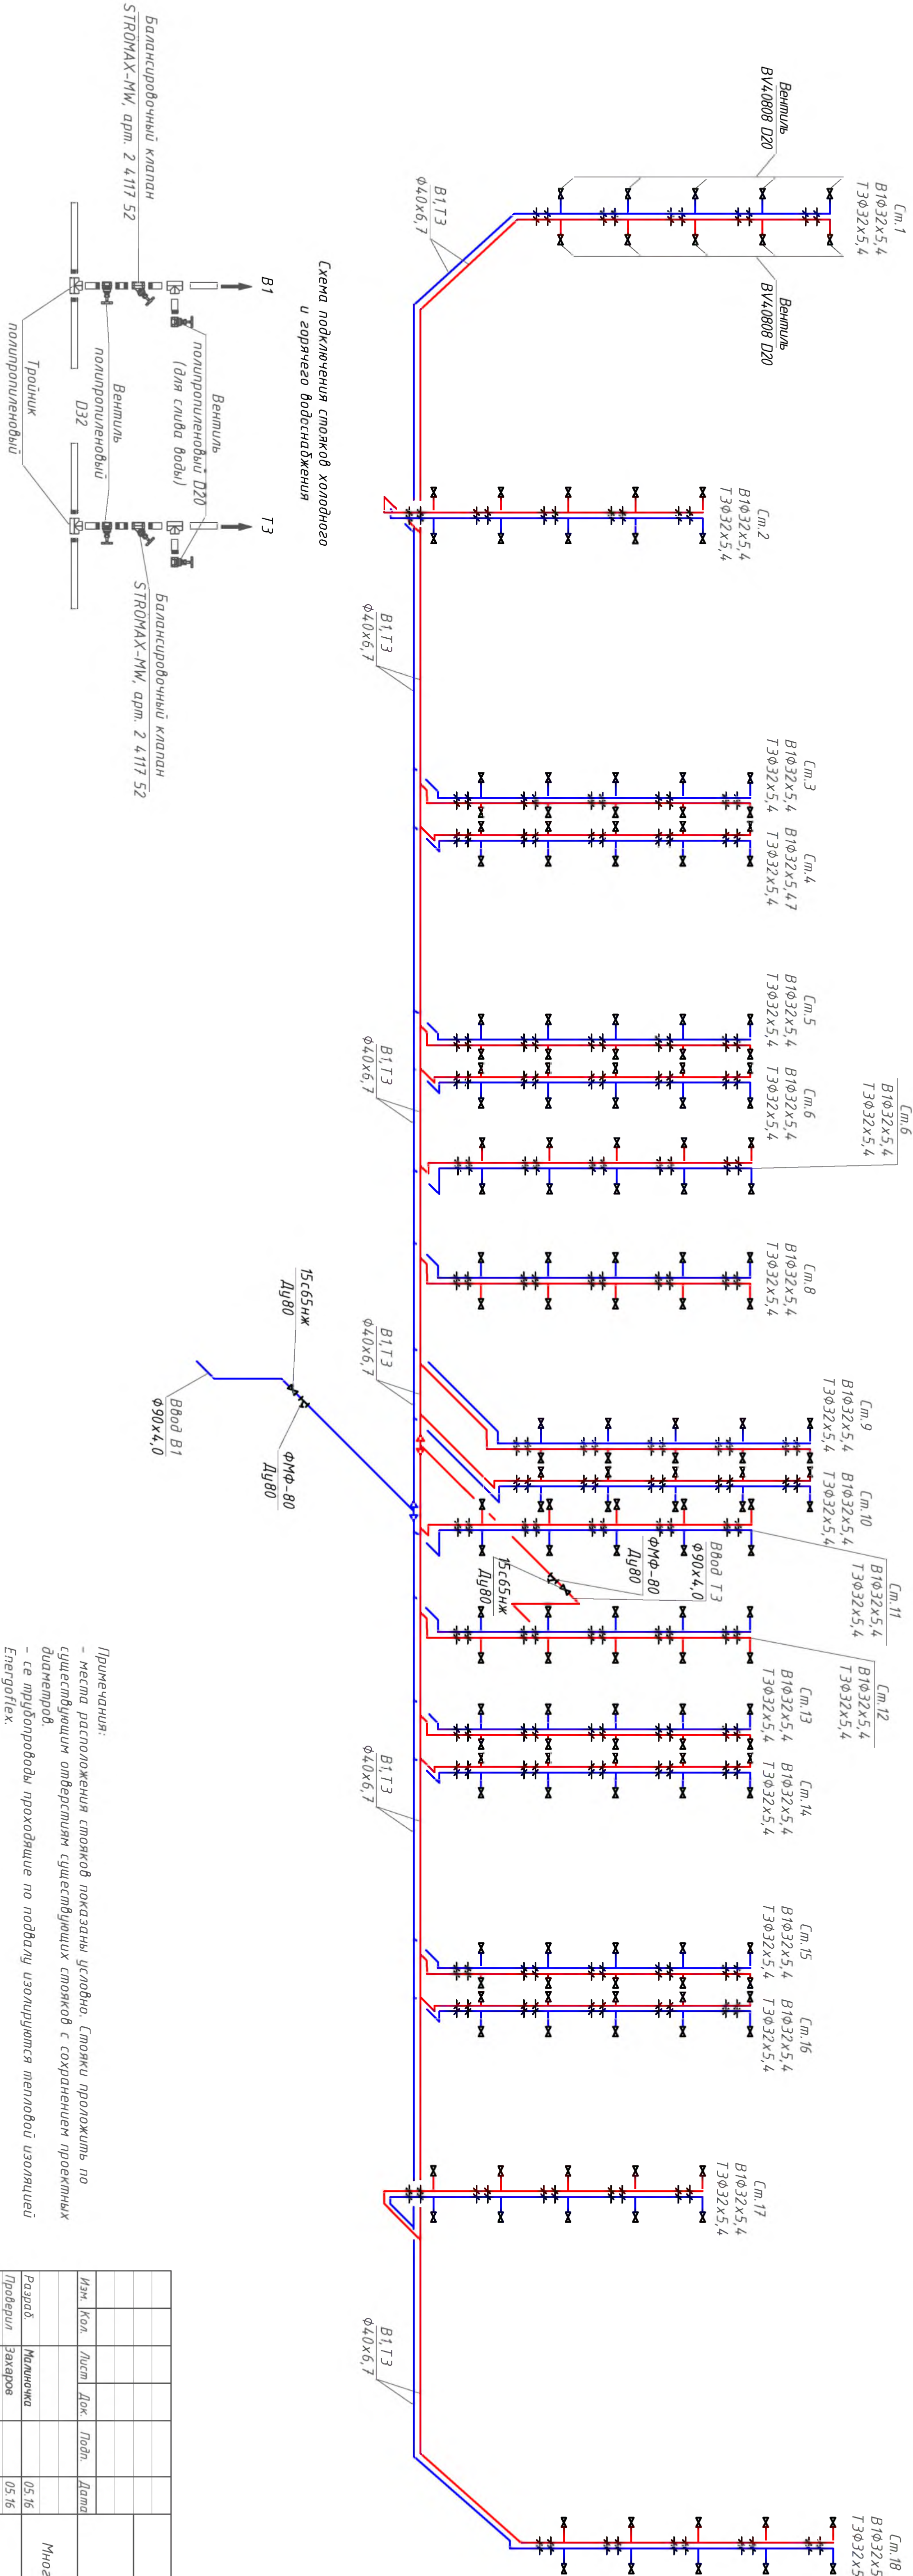 Ст.1
В1Ф32х5,4
Т3Ф32х5,4
Вентиль
BV40808 D20
Вентиль
BV40808 D20
В1,Т3
Ф40х6,7
Ст.2
В1Ф32х5,4
Т3Ф32х5,4
В1,Т3
Ф40х6,7
Ст.3
В1Ф32х5,4
Т3Ф32х5,4
Ст.4
В1Ф32х5,47
Т3Ф32х5,4
Ст.5
В1Ф32х5,4
Т3Ф32х5,4
Ст.6
В1Ф32х5,4
Т3Ф32х5,4
Ст.6
В1Ф32х5,4
Т3Ф32х5,4
В1,Т3
Ф40х6,7
Ст.8
В1Ф32х5,4
Т3Ф32х5,4
В1,Т3
Ф40х6,7
Ст.9
В1Ф32х5,4
Т3Ф32х5,4
Ст.10
В1Ф32х5,4
Т3Ф32х5,4
Ст.11
В1Ф32х5,4
Т3Ф32х5,4
Ст.12
В1Ф32х5,4
Т3Ф32х5,4
Ввод Т3
Ф90х4,0
ФМФ-80
Ду80
15с65нж
Ду80
15с65нж
Ду80
ФМФ-80
Ду80
Ввод В1
Ф90х4,0
Ст.13
В1Ф32х5,4
Т3Ф32х5,4
Ст.14
В1Ф32х5,4
Т3Ф32х5,4
В1,Т3
Ф40х6,7
Ст.15
В1Ф32х5,4
Т3Ф32х5,4
Ст.16
В1Ф32х5,4
Т3Ф32х5,4
Ст.17
В1Ф32х5,4
Т3Ф32х5,4
В1,Т3
Ф40х6,7
Ст.18
В1Ф32х5
Т3Ф32х5
Схема подключения стояков холодного
и горячего водоснабжения
В1
Т3
Балансировочный клапан
STROMAX-MW, арт. 2 4117 52
Вентиль
полипропиленовый D20
(для слива воды)
Вентиль
полипропиленовый
D32
Тройник
полипропиленовый
Балансировочный клапан
STROMAX-MW, арт. 2 4117 52
Примечания:
- места расположения стояков показаны условно. Стояки проложить по
существующим отверстиям существующих стояков с сохранением проектных
диаметров.
- се трубопроводы проходящие по подвалу изолируются тепловой изоляцией
Energoflex.
Изм. Кол. Лист Док. Подп. Дата
Разраб. Малиночка 05.16
Проверил Захаров 05.16
Мног